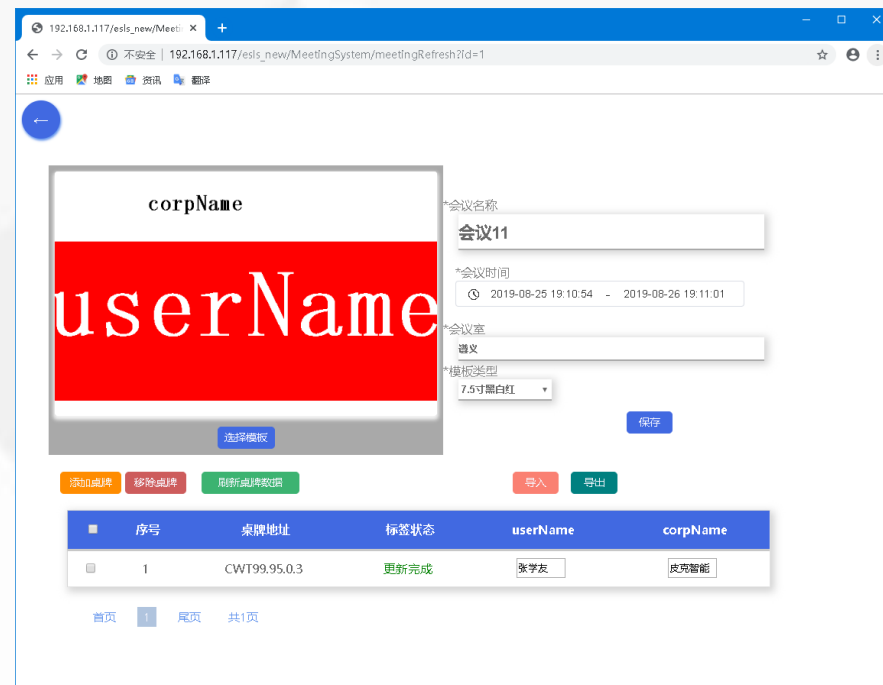 192.168.1.117/esls_new/Meeti
不安全 | 192.168.1.117/esls_new/MeetingSystem/meetingRefresh?id=1
应用 地图 资讯 翻译
corpName
userName
选择模板
*会议名称
会议11
*会议时间
2019-08-25 19:10:54 - 2019-08-26 19:11:01
*会议室
遵义
*模板类型
7.5寸黑白红
保存
添加桌牌 移除桌牌 刷新桌牌数据 导入 导出
序号 桌牌地址 标签状态 userName corpName
1 CWT99.95.0.3 更新完成 张学友 皮克智能
首页 1 尾页 共1页